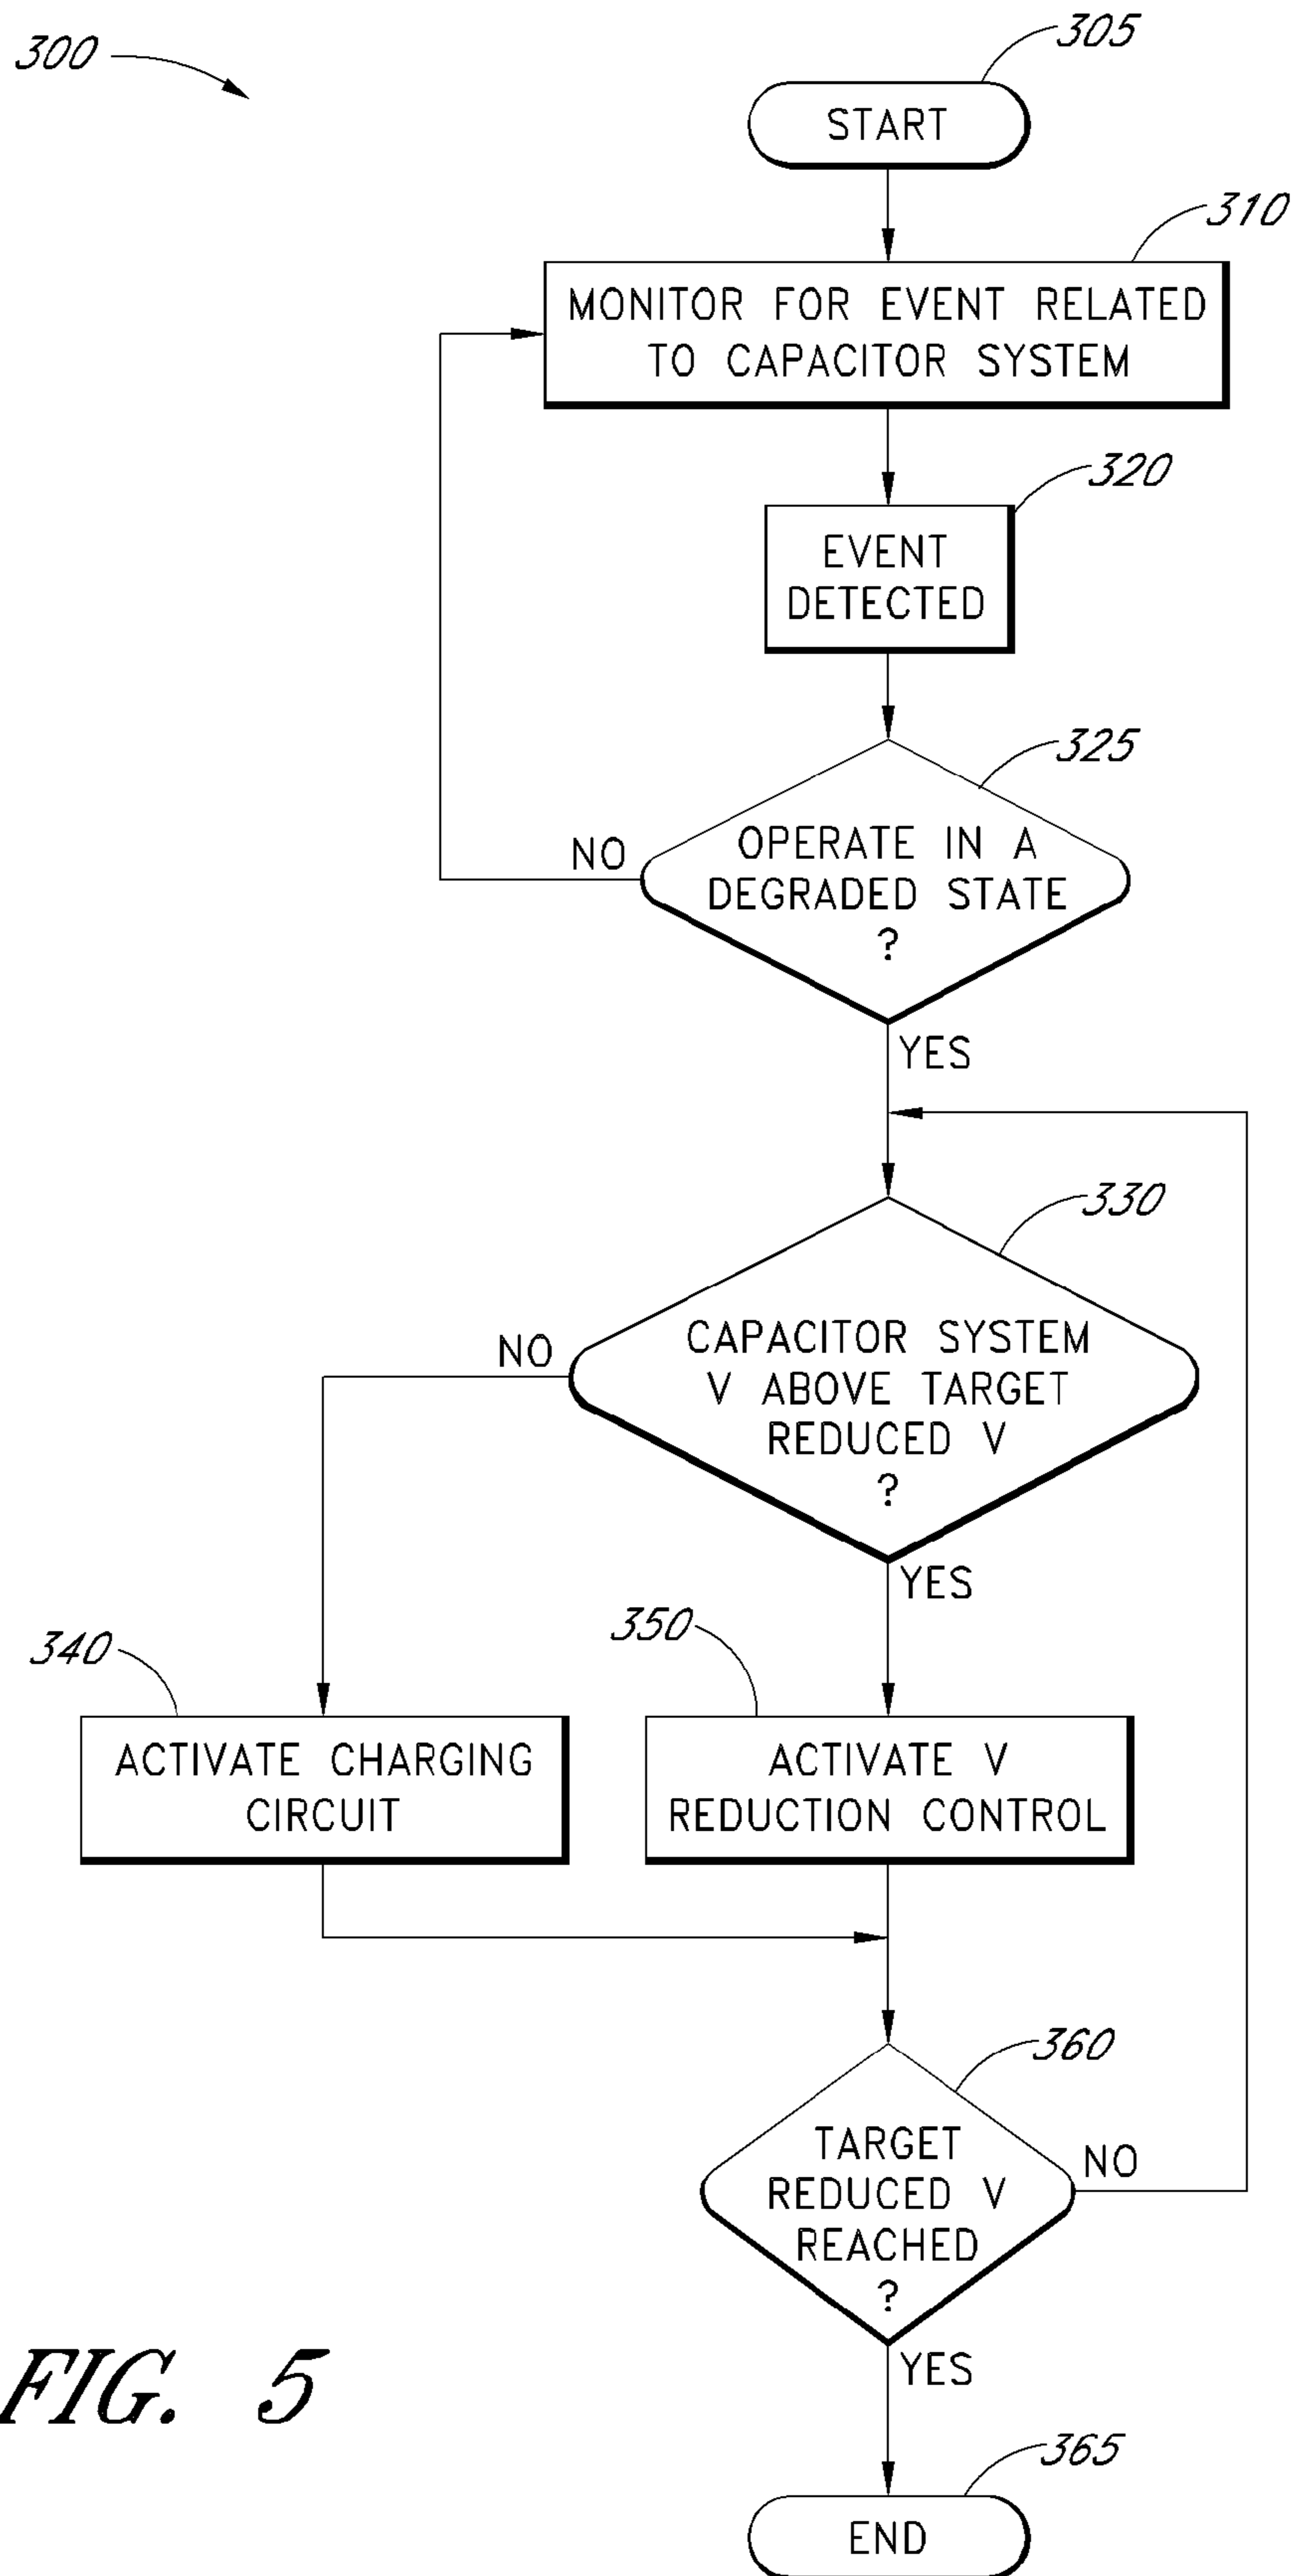 300
305
START
310
MONITOR FOR EVENT RELATED
TO CAPACITOR SYSTEM
320
EVENT
DETECTED
325
OPERATE IN A
DEGRADED STATE
?
NO
YES
330
CAPACITOR SYSTEM
V ABOVE TARGET
REDUCED V
?
NO
YES
340
ACTIVATE CHARGING
CIRCUIT
350
ACTIVATE V
REDUCTION CONTROL
360
TARGET
REDUCED V
REACHED
?
NO
YES
365
END
FIG. 5